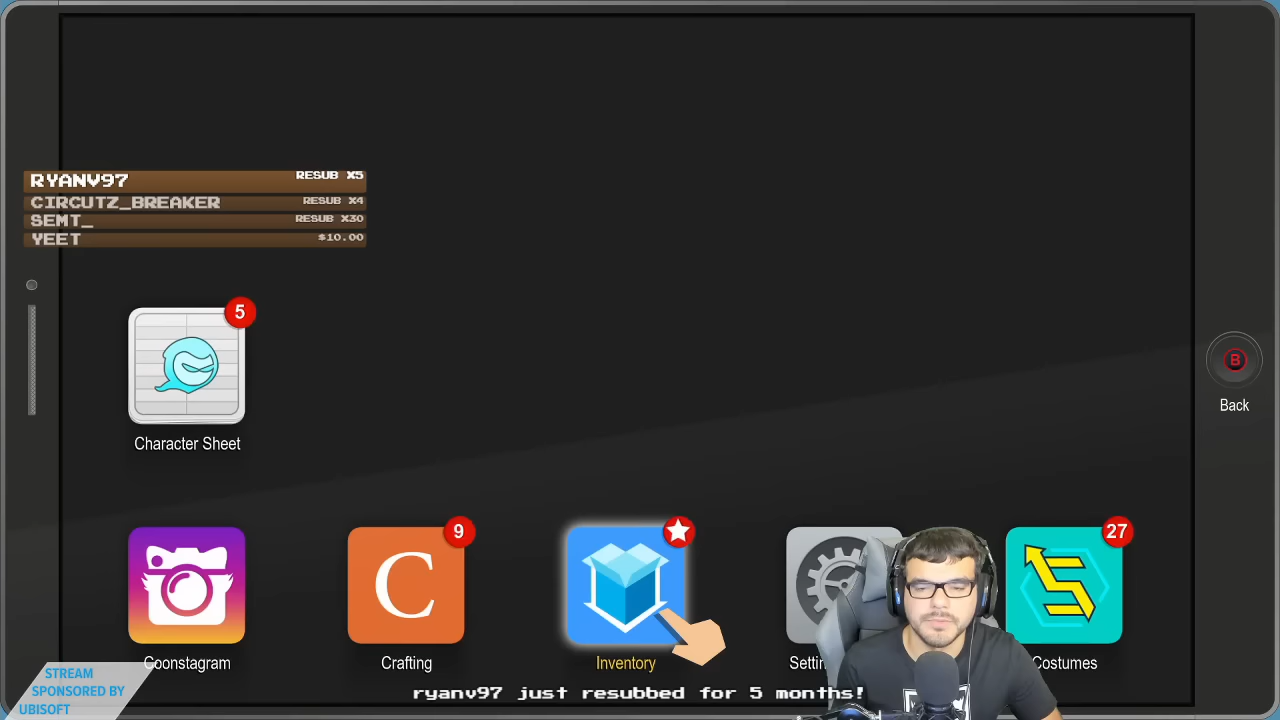 RYANV97 RESUB X5
CIRCUTZ_BREAKER RESUB X4
SEMT_ RESUB X30
YEET $10.00
5
Character Sheet
B
Back
9
C
27
Coonstagram
Crafting
Inventory
Costumes
STREAM
SPONSORED BY
UBISOFT
ryanv97 just resubbed for 5 months!